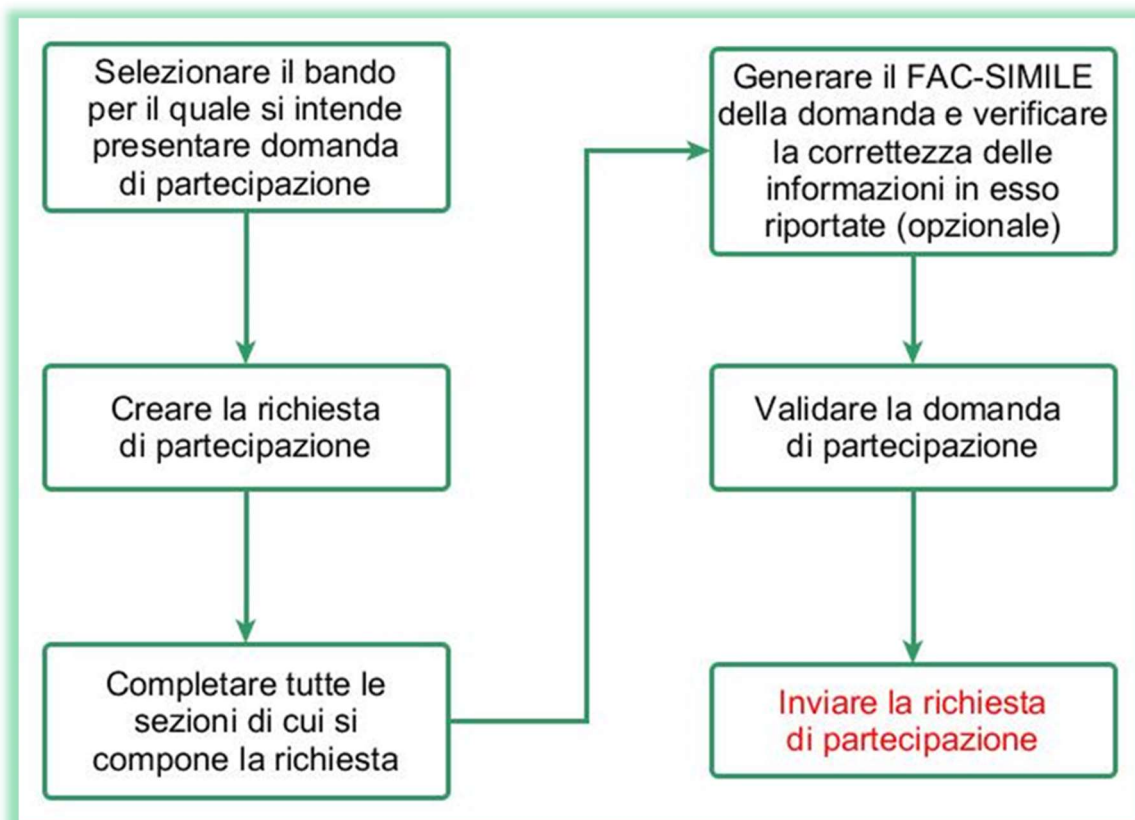 Selezionare il bando
per il quale si intende
presentare domanda
di partecipazione
Creare la richiesta
di partecipazione
Completare tutte le
sezioni di cui si
compone la richiesta
Generare il FAC-SIMILE
della domanda e verificare
la correttezza delle
informazioni in esso
riportate (opzionale)
Validare la domanda
di partecipazione
Inviare la richiesta
di partecipazione